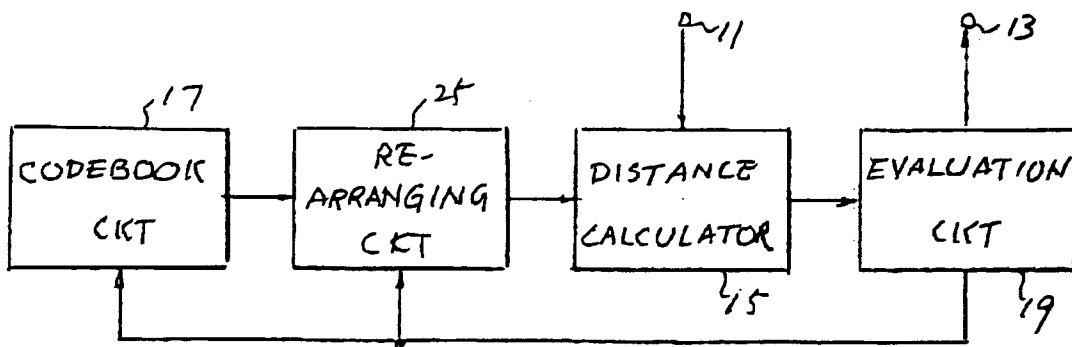 11
13
17
25
CODEBOOK
CKT
RE-
ARRANGING
CKT
DISTANCE
CALCULATOR
EVALUATION
CKT
15
19